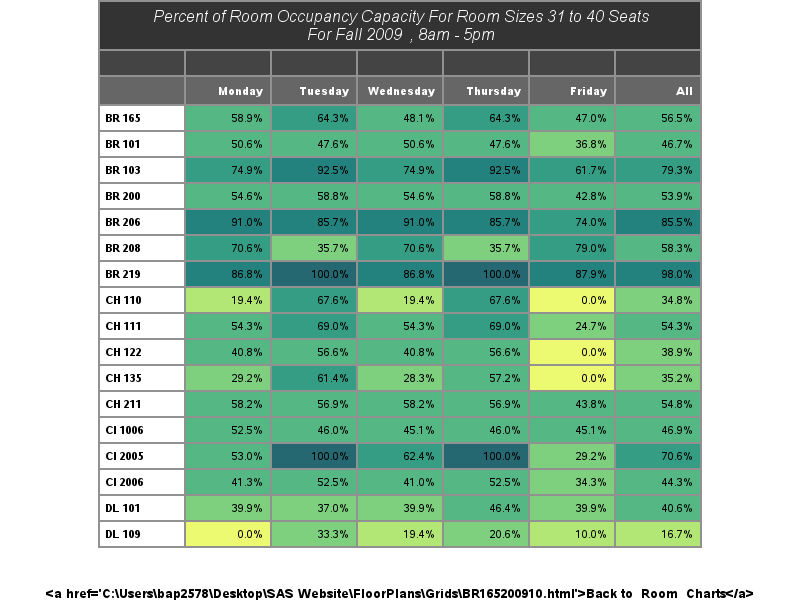 Percent of Room Occupancy Capacity For Room Sizes 31 to 40 Seats
For Fall 2009 , 8am - 5pm
Monday Tuesday Wednesday Thursday Friday All
BR 165 58.9% 64.3% 48.1% 64.3% 47.0% 56.5%
BR 101 50.6% 47.6% 50.6% 47.6% 36.8% 46.7%
BR 103 74.9% 92.5% 74.9% 92.5% 61.7% 79.3%
BR 200 54.6% 58.8% 54.6% 58.8% 42.8% 53.9%
BR 206 91.0% 85.7% 91.0% 85.7% 74.0% 85.5%
BR 208 70.6% 35.7% 70.6% 35.7% 79.0% 58.3%
BR 219 86.8% 100.0% 86.8% 100.0% 87.9% 98.0%
CH 110 19.4% 67.6% 19.4% 67.6% 0.0% 34.8%
CH 111 54.3% 69.0% 54.3% 69.0% 24.7% 54.3%
CH 122 40.8% 56.6% 40.8% 56.6% 0.0% 38.9%
CH 135 29.2% 61.4% 28.3% 57.2% 0.0% 35.2%
CH 211 58.2% 56.9% 58.2% 56.9% 43.8% 54.8%
CI 1006 52.5% 46.0% 45.1% 46.0% 45.1% 46.9%
CI 2005 53.0% 100.0% 62.4% 100.0% 29.2% 70.6%
CI 2006 41.3% 52.5% 41.0% 52.5% 34.3% 44.3%
DL 101 39.9% 37.0% 39.9% 46.4% 39.9% 40.6%
DL 109 0.0% 33.3% 19.4% 20.6% 10.0% 16.7%
<a href='C:\Users\bap2578\Desktop\SAS Website\FloorPlans\Grids\BR165200910.html'>Back to Room Charts</a>